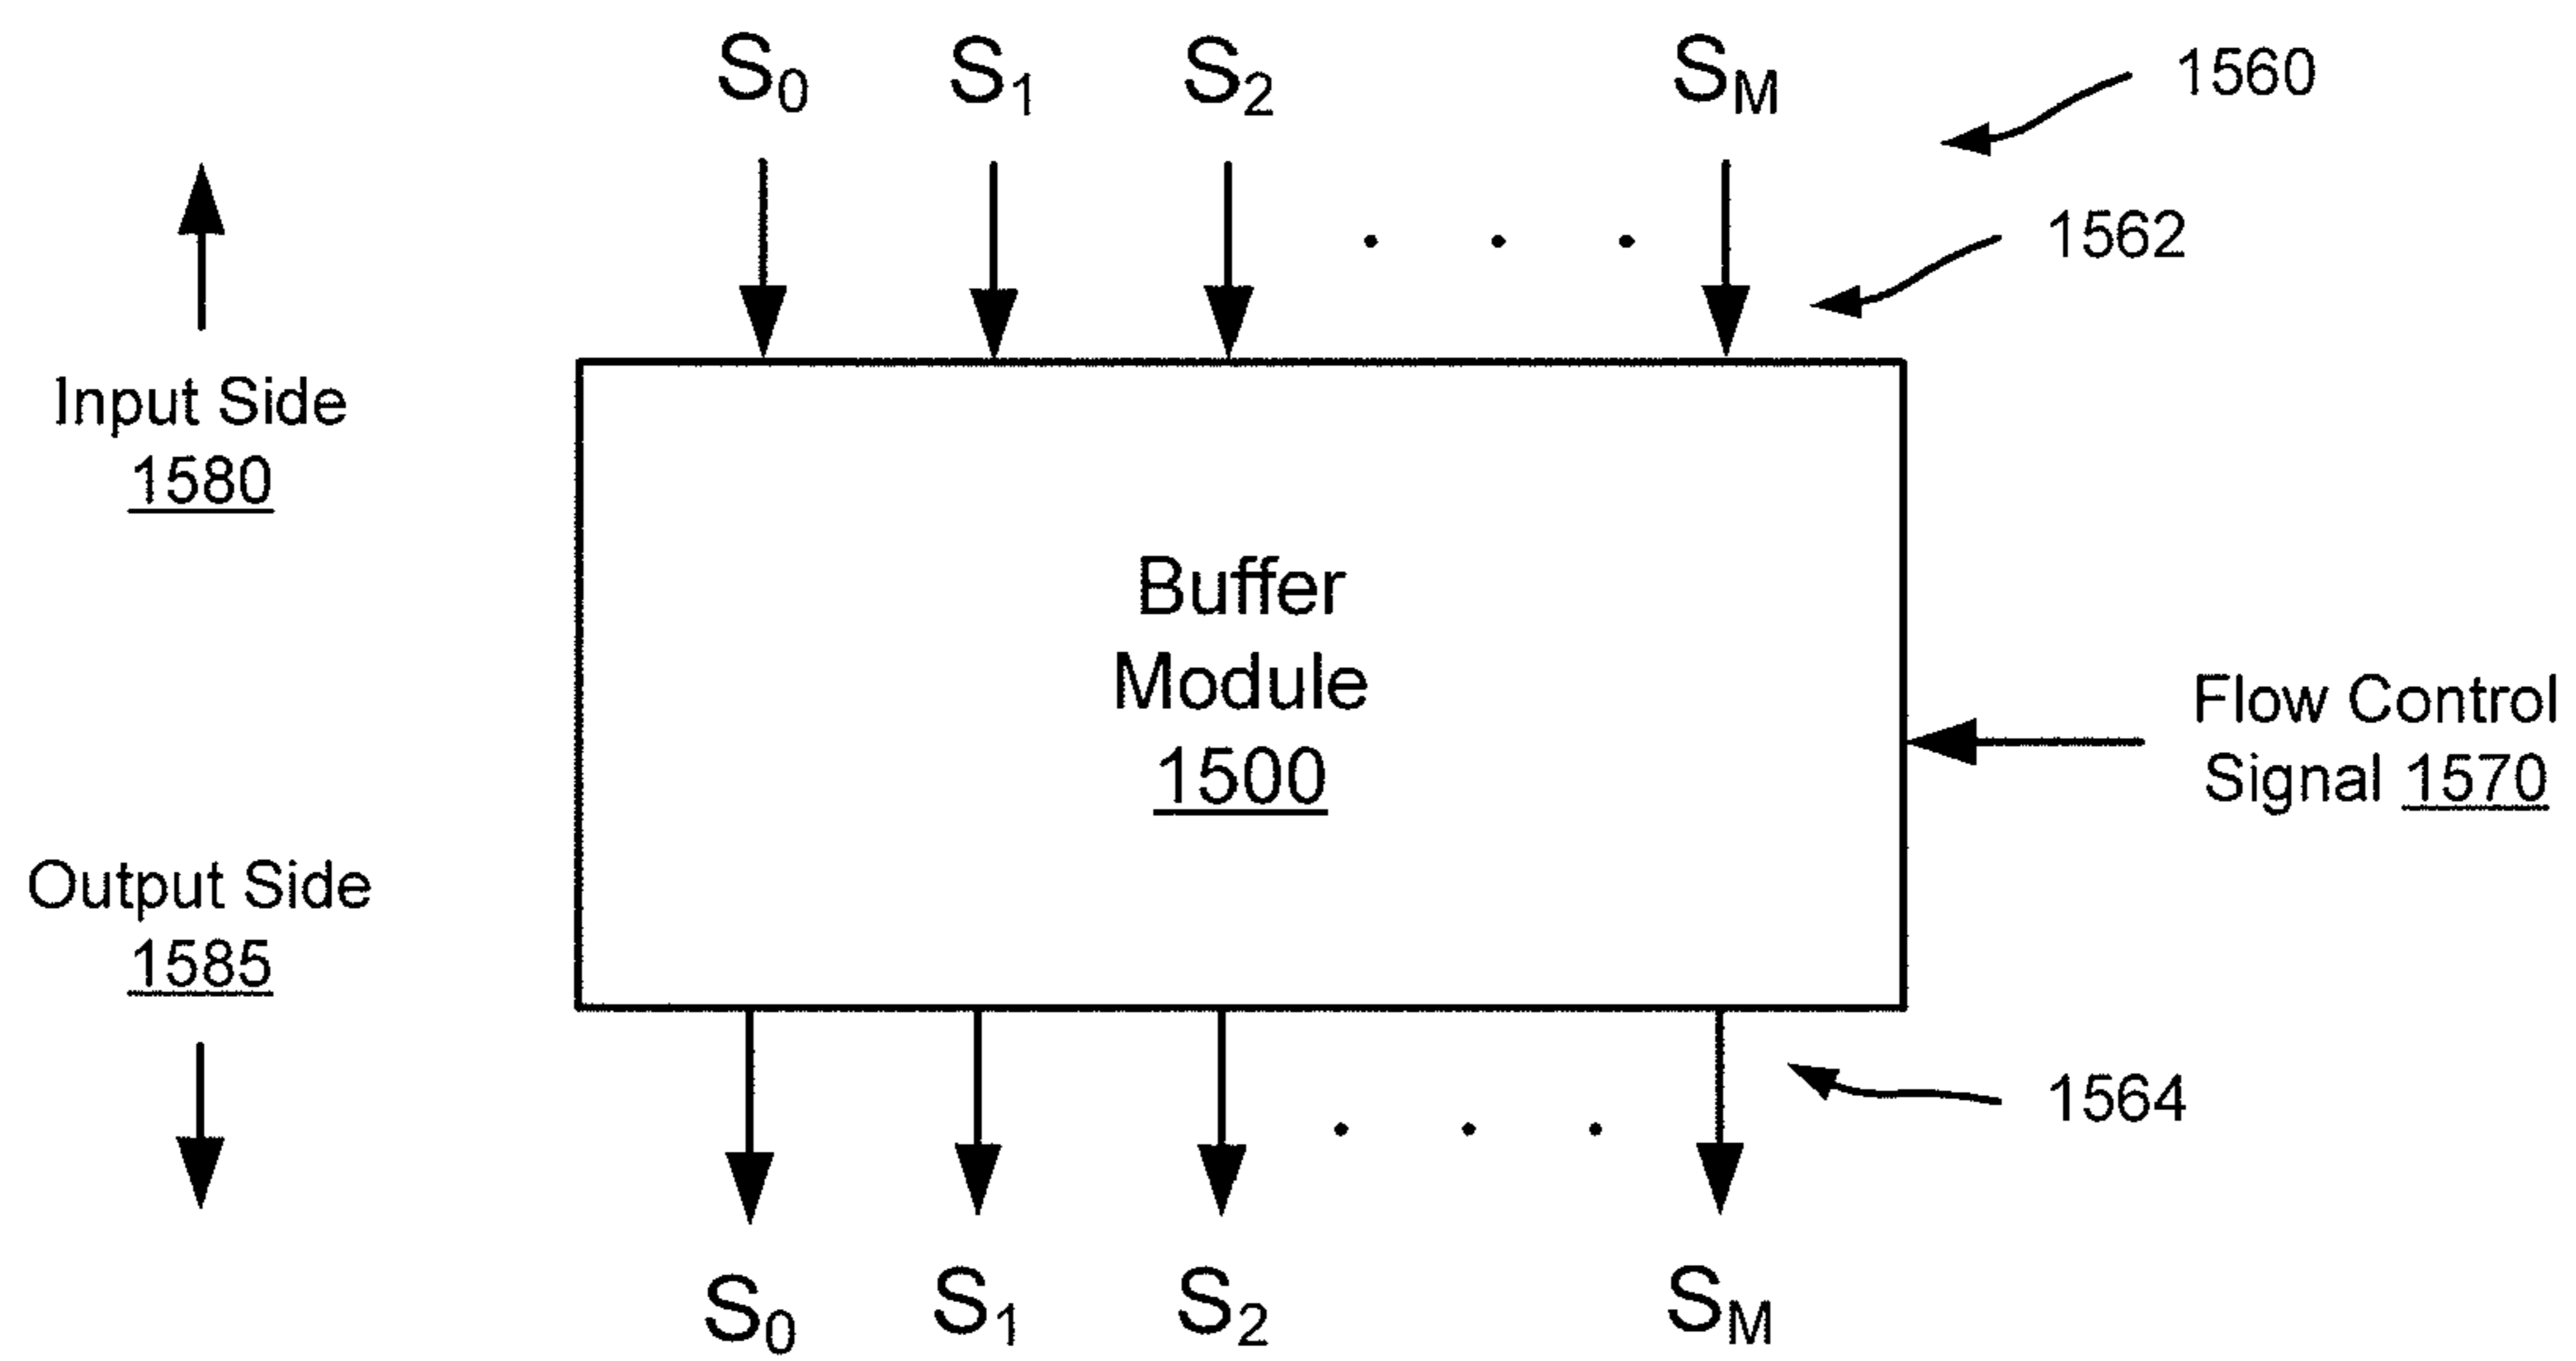 S0 S1 S2 . . . SM
1560
1562
Input Side
1580
Buffer
Module
1500
Flow Control
Signal 1570
Output Side
1585
1564
S0 S1 S2 . . . SM